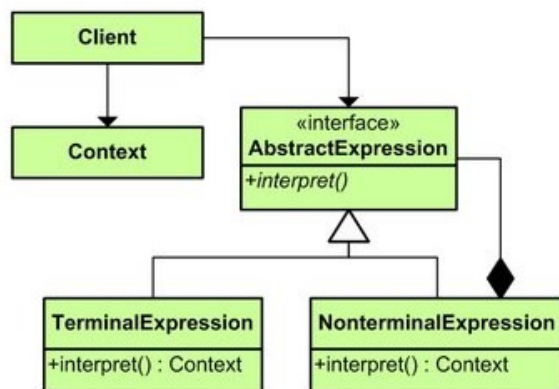 Client
Context
«interface»
AbstractExpression
+interpret()
TerminalExpression
+interpret() : Context
NonterminalExpression
+interpret() : Context